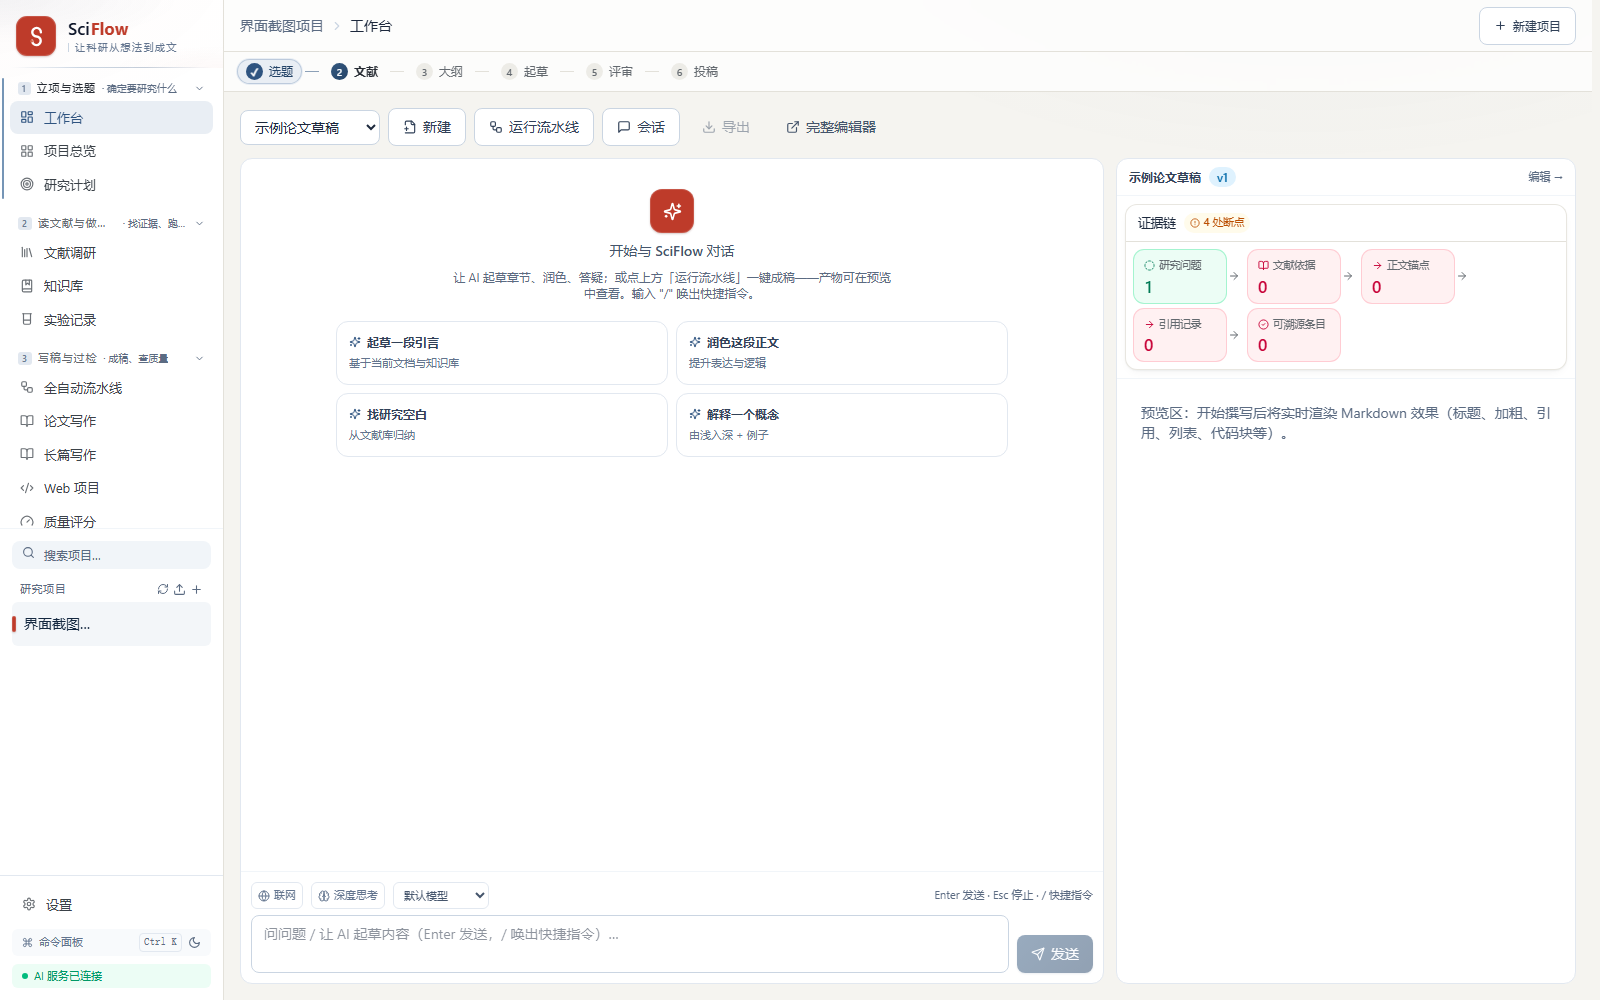 S
SciFlow
让科研从想法到成文
1 立项与选题 · 确定要研究什么
工作台
项目总览
研究计划
2 读文献与做... · 找证据、跑...
文献调研
知识库
实验记录
3 写稿与过检 · 成稿、查质量
全自动流水线
论文写作
长篇写作
Web 项目
质量评分
搜索项目...
研究项目
界面截图...
设置
命令面板 Ctrl K
AI 服务已连接
界面截图项目 > 工作台
新建项目
选题 — 2 文献 — 3 大纲 — 4 起草 — 5 评审 — 6 投稿
示例论文草稿 新建 运行流水线 会话 导出 完整编辑器
开始与 SciFlow 对话
让 AI 起草章节、润色、答疑；或点上方「运行流水线」一键成稿——产物可在预览
中查看。输入 "/" 唤出快捷指令。
起草一段引言
基于当前文档与知识库
润色这段正文
提升表达与逻辑
找研究空白
从文献库归纳
解释一个概念
由浅入深 + 例子
联网 深度思考 默认模型 Enter 发送 · Esc 停止 · / 快捷指令
问问题 / 让 AI 起草内容（Enter 发送，/ 唤出快捷指令）...
发送
示例论文草稿 v1 编辑 →
证据链 4 处断点
研究问题
1
→
文献依据
0
→
→ 正文锚点
0
→
→ 引用记录
0
→
可溯源条目
0
预览区：开始撰写后将实时渲染 Markdown 效果（标题、加粗、引
用、列表、代码块等）。